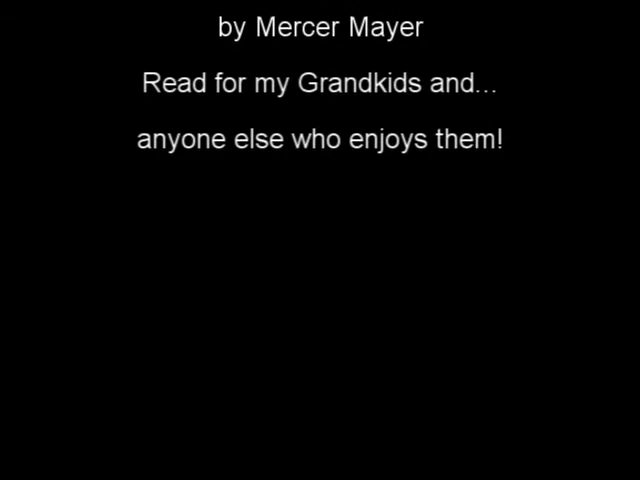 by Mercer Mayer
Read for my Grandkids and...
anyone else who enjoys them!